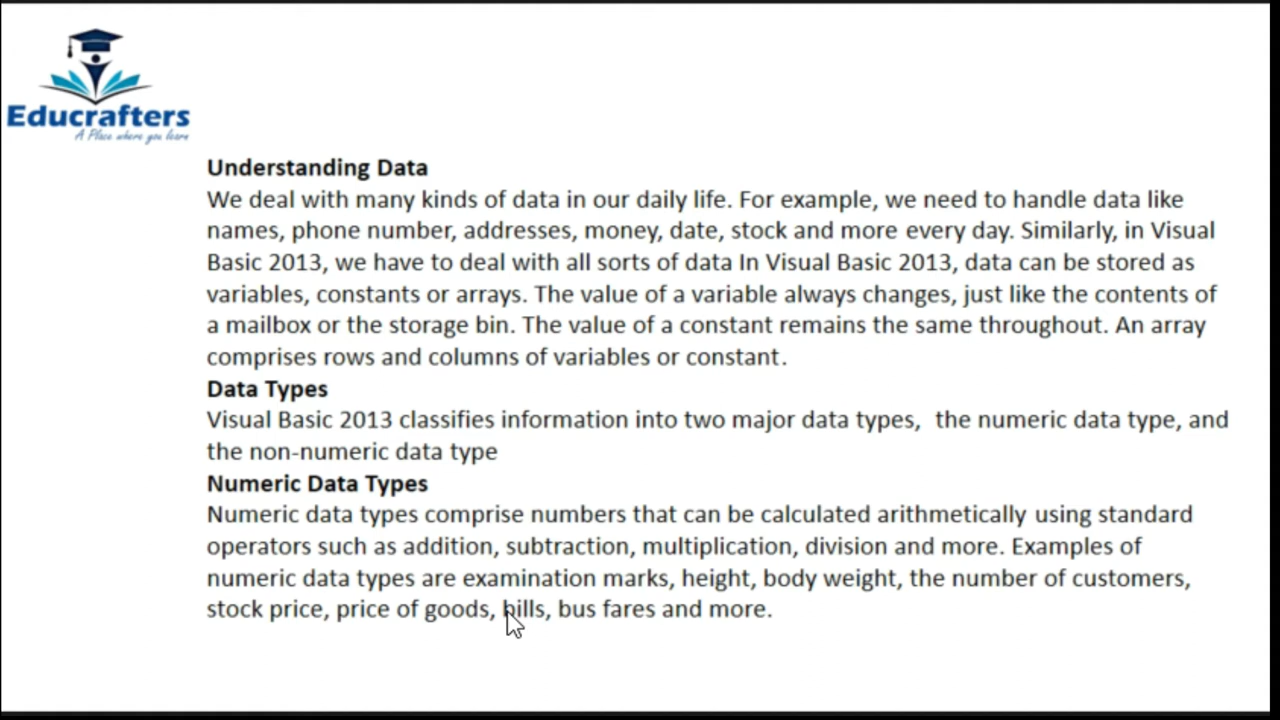 Educrafters
A Place where you learn
Understanding Data
We deal with many kinds of data in our daily life. For example, we need to handle data like
names, phone number, addresses, money, date, stock and more every day. Similarly, in Visual
Basic 2013, we have to deal with all sorts of data In Visual Basic 2013, data can be stored as
variables, constants or arrays. The value of a variable always changes, just like the contents of
a mailbox or the storage bin. The value of a constant remains the same throughout. An array
comprises rows and columns of variables or constant.
Data Types
Visual Basic 2013 classifies information into two major data types,  the numeric data type, and
the non-numeric data type
Numeric Data Types
Numeric data types comprise numbers that can be calculated arithmetically using standard
operators such as addition, subtraction, multiplication, division and more. Examples of
numeric data types are examination marks, height, body weight, the number of customers,
stock price, price of goods, bills, bus fares and more.